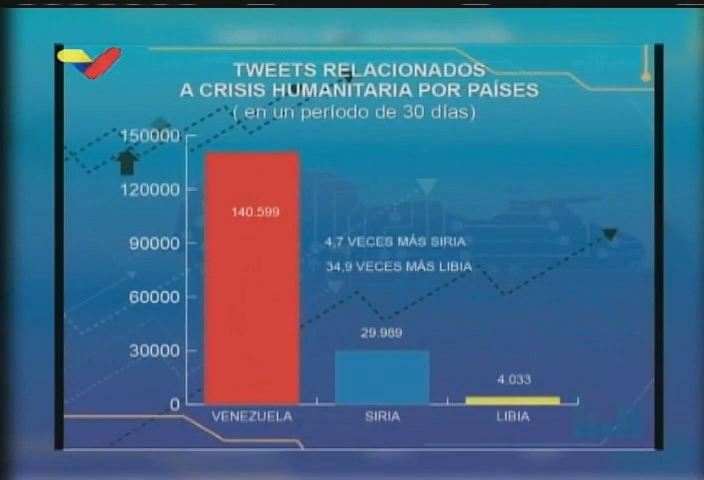 TWEETS RELACIONADOS
A CRISIS HUMANITARIA POR PAÍSES
( en un período de 30 días)
150000
120000
90000
60000
30000
0
140.599
4,7 VECES MÁS SIRIA
34,9 VECES MÁS LIBIA
29.989
4.033
VENEZUELA
SIRIA
LIBIA